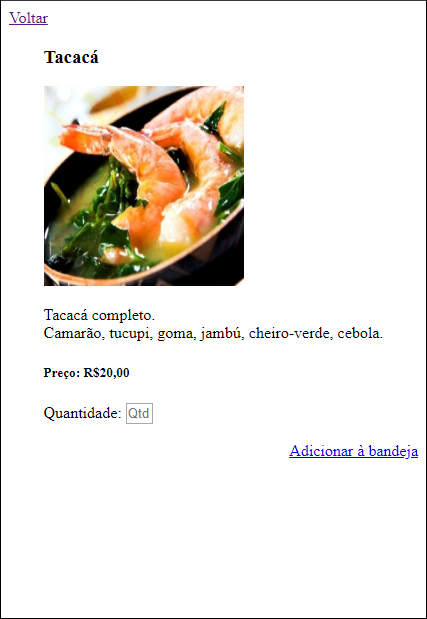 Voltar
Tacacá
Tacacá completo.
Camarão, tucupi, goma, jambú, cheiro-verde, cebola.
Preço: R$20,00
Quantidade: Qtd
Adicionar à bandeja